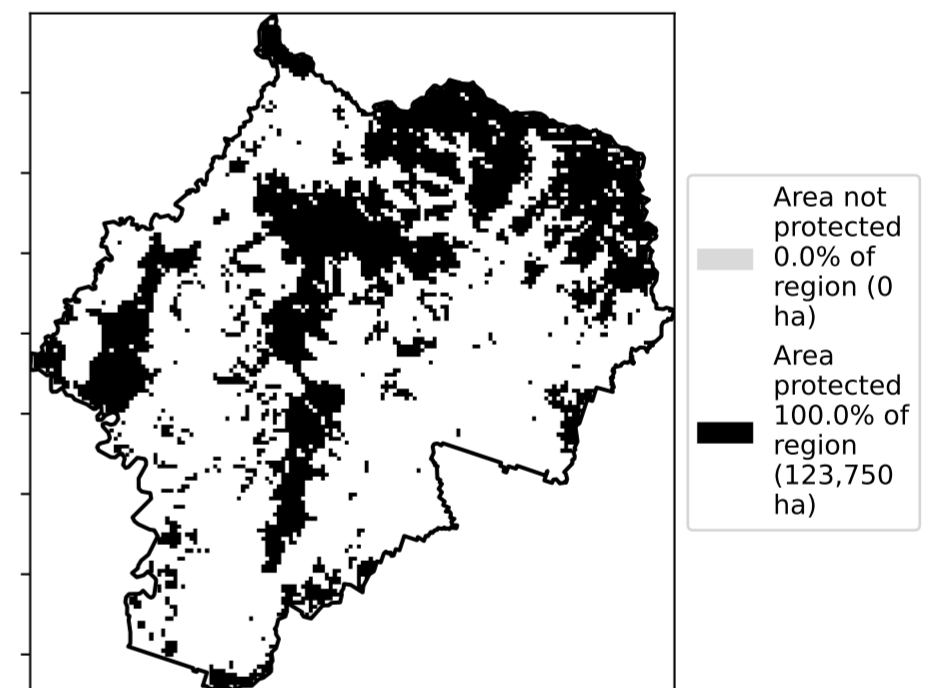 Area not
protected
0.0% of
region (0
ha)
Area
protected
100.0% of
region
(123,750
ha)